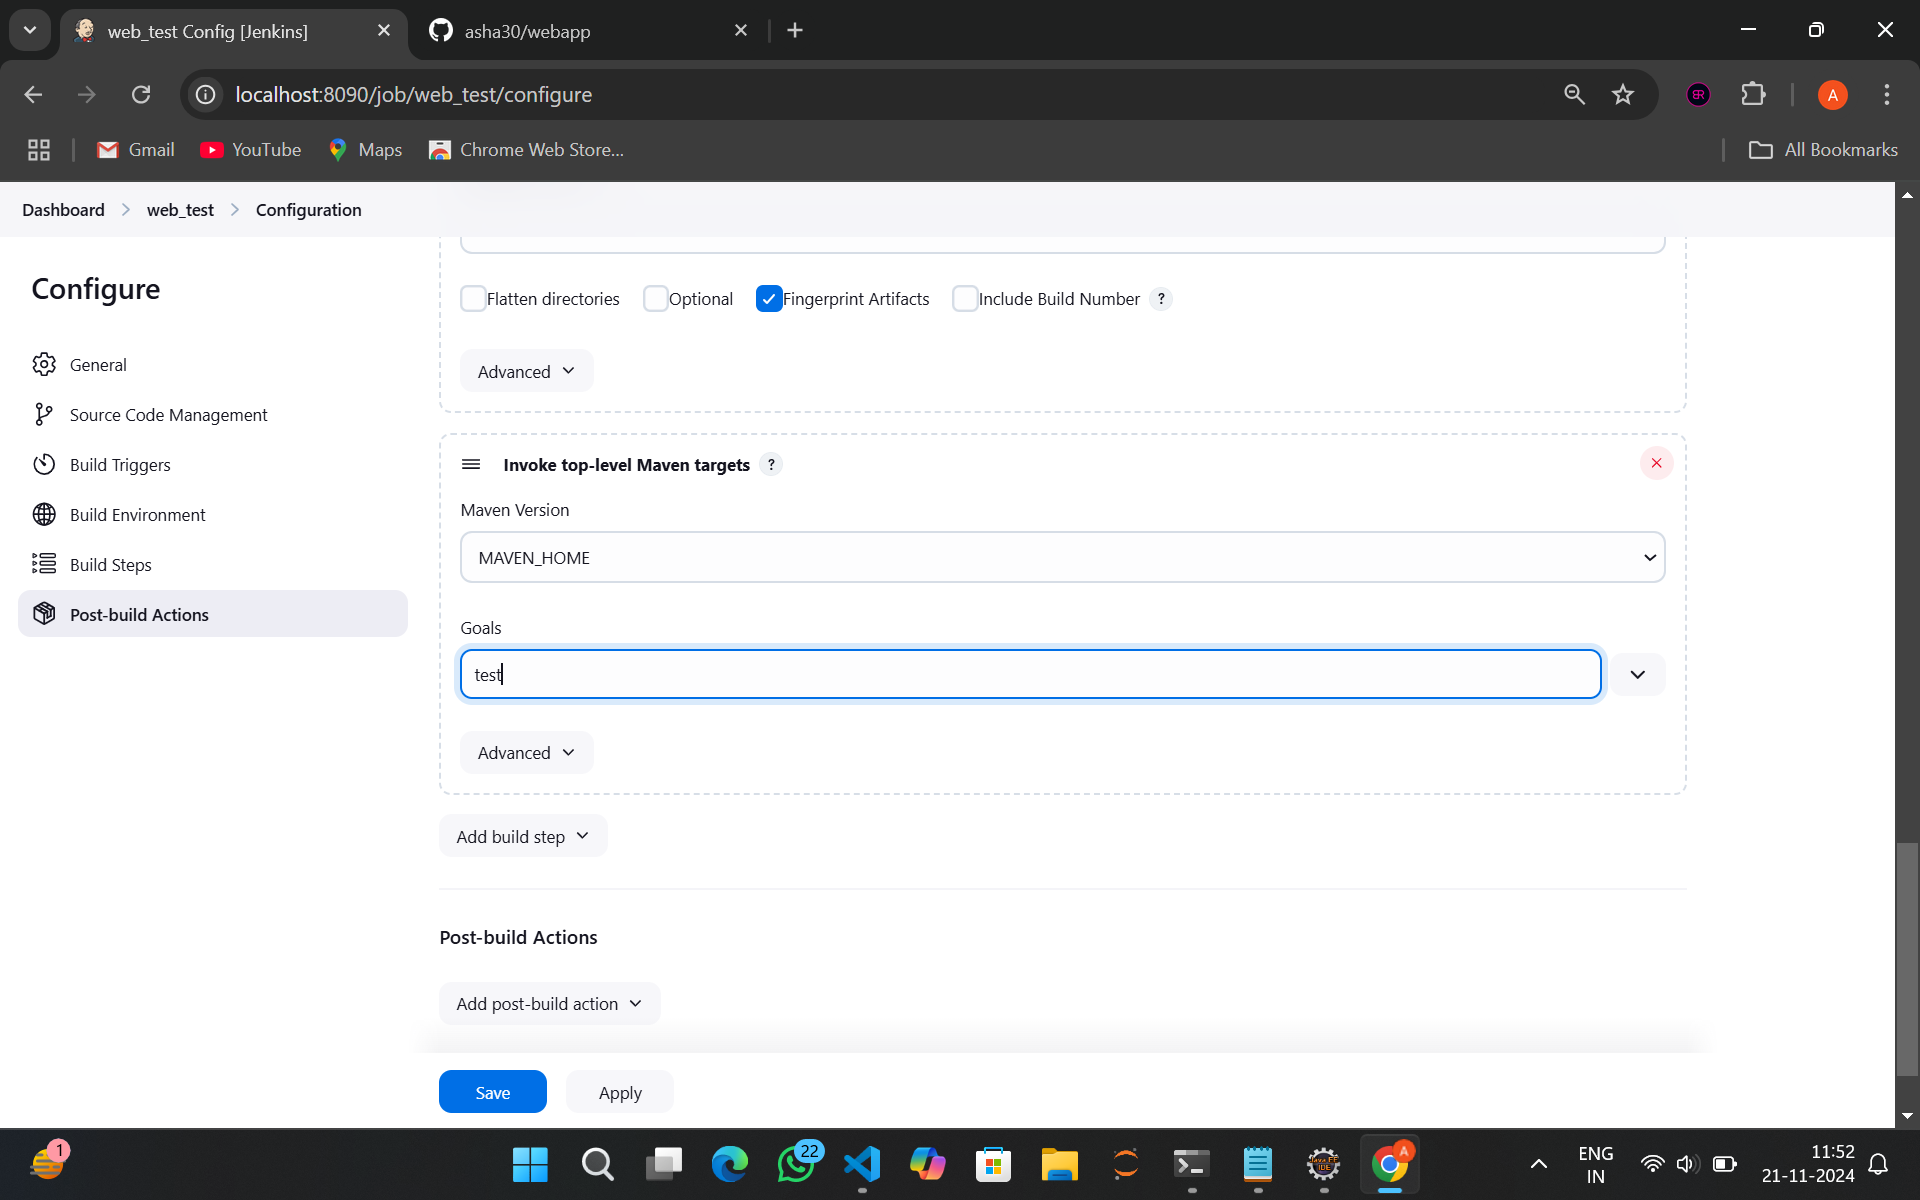 web_test Config [Jenkins]
asha30/webapp
localhost:8090/job/web_test/configure
A
Gmail
YouTube
Maps
Chrome Web Store...
All Bookmarks
Dashboard
web_test
Configuration
Configure
General
Source Code Management
Build Triggers
Build Environment
Build Steps
Post-build Actions
Flatten directories
Optional
Fingerprint Artifacts
Include Build Number ?
Advanced
Invoke top-level Maven targets ?
Maven Version
MAVEN_HOME
Goals
test
Advanced
Add build step
Post-build Actions
Add post-build action
Save
Apply
1
22
Java EE
IDE
A
ENG
IN
11:52
21-11-2024